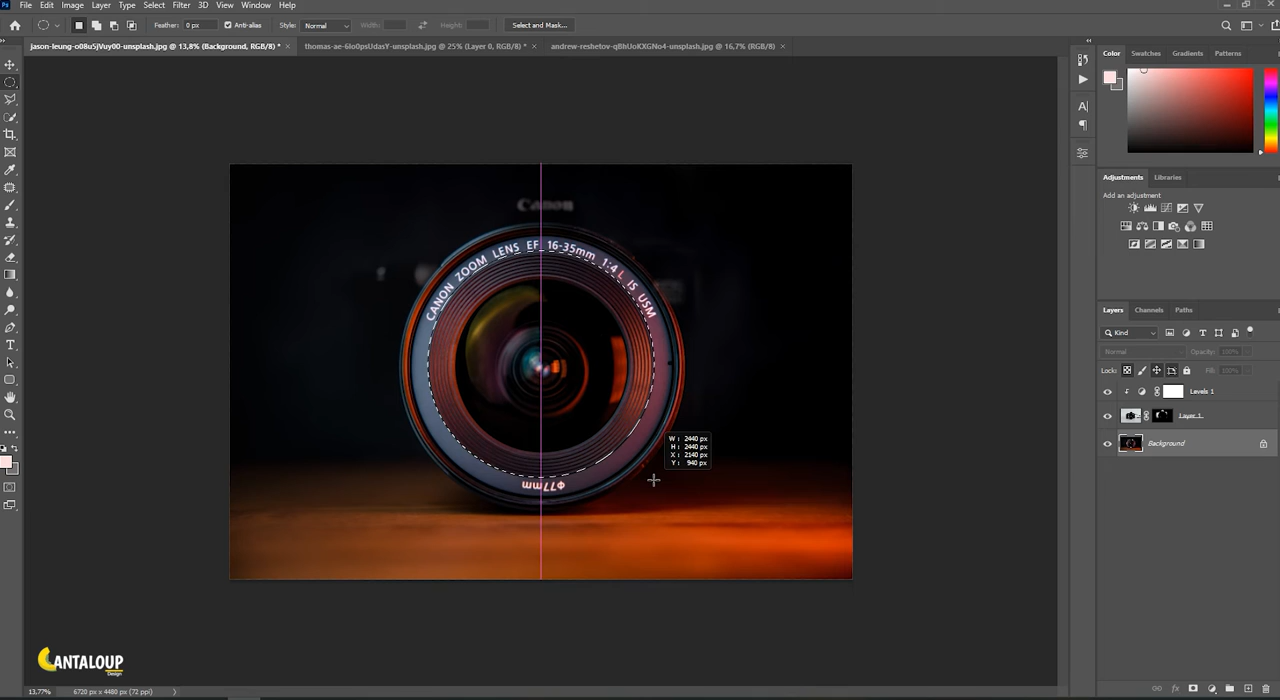 Ps File Edit Image Layer Type Select Filter 3D View Window Help
Feather: 0 px Anti-alias Style: Normal Width: Height: Select and Mask...
jason-leung-o08u5jVuy00-unsplash.jpg @ 13,8% (Background, RGB/8) * × thomas-ae-6Io0psUdasY-unsplash.jpg @ 25% (Layer 0, RGB/8) * × andrew-reshetov-qBhUoKXGNo4-unsplash.jpg @ 16,7% (RGB/8) ×
Color Swatches Gradients Patterns
Adjustments Libraries
Add an adjustment
Canon
CANON ZOOM LENS EF 16-35mm 1:4 L IS USM
φ77mm
W: 2440 px
H: 2440 px
X: 2140 px
Y: 940 px
Layers Channels Paths
Kind
Normal Opacity: 100%
Lock: Fill: 100%
Levels 1
Layer 1
Background
CANTALOUP
Design
13,77% 6720 px x 4480 px (72 ppi)